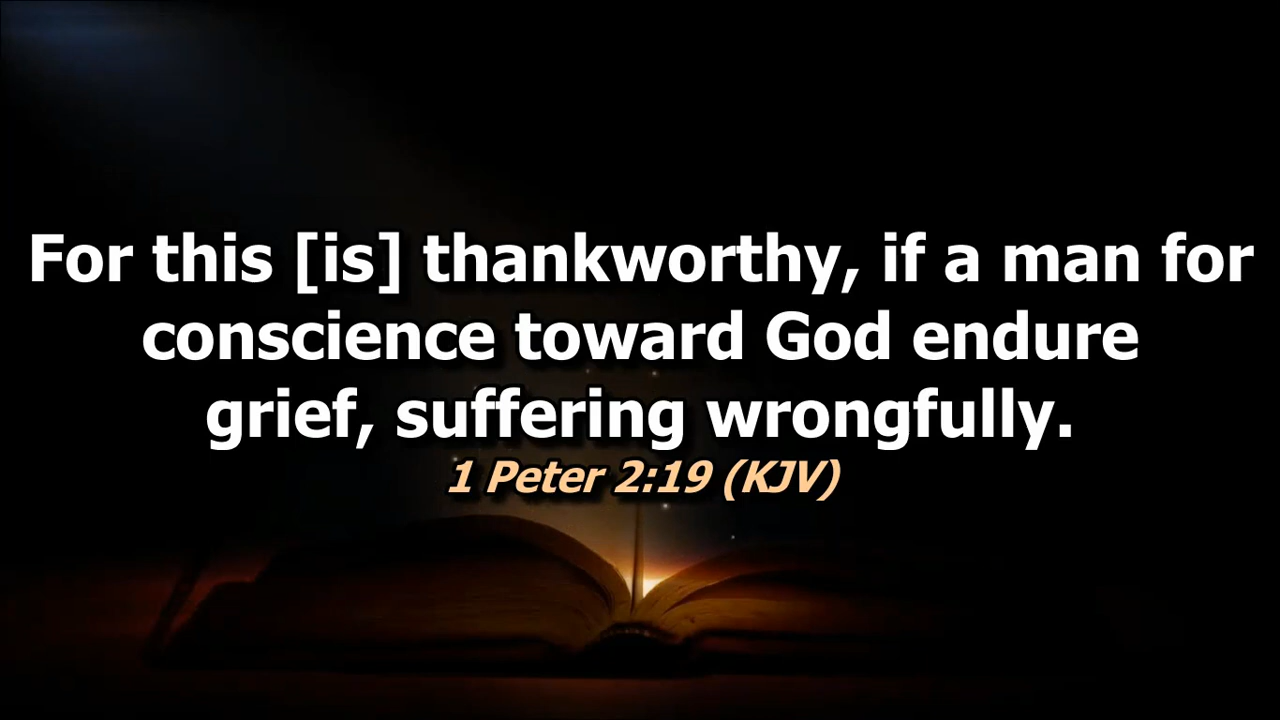 For this [is] thankworthy, if a man for
conscience toward God endure
grief, suffering wrongfully.
1 Peter 2:19 (KJV)